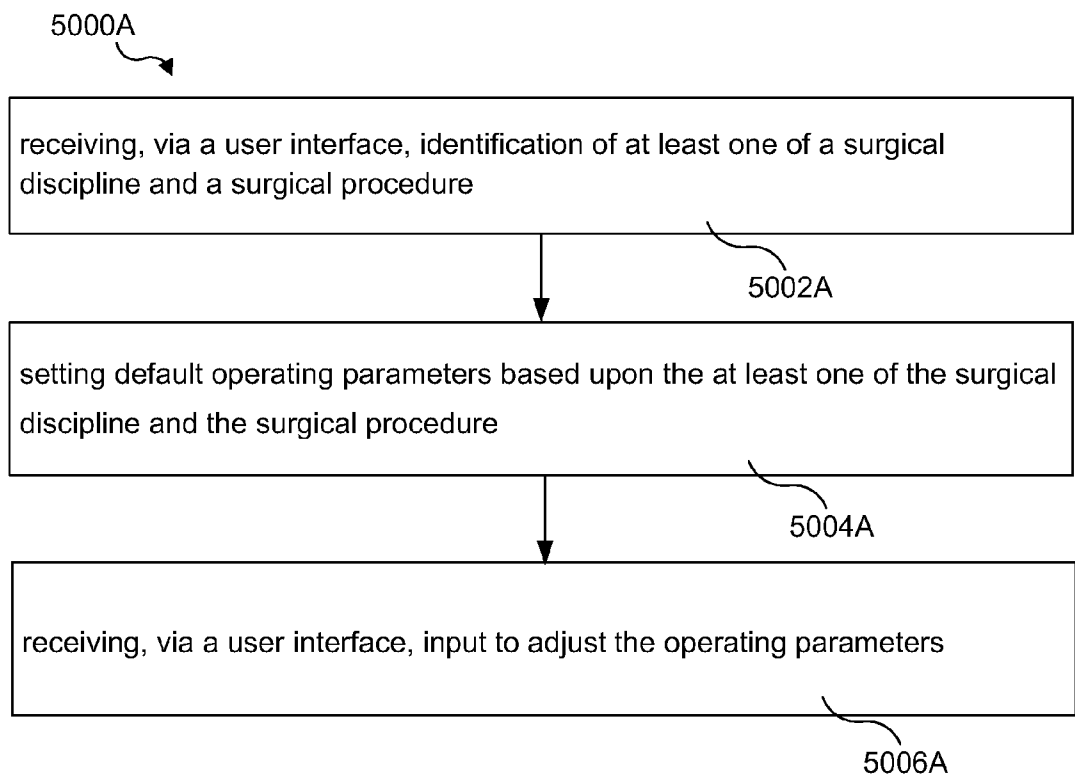 5000A
receiving, via a user interface, identification of at least one of a surgical
discipline and a surgical procedure
5002A
setting default operating parameters based upon the at least one of the surgical
discipline and the surgical procedure
5004A
receiving, via a user interface, input to adjust the operating parameters
5006A